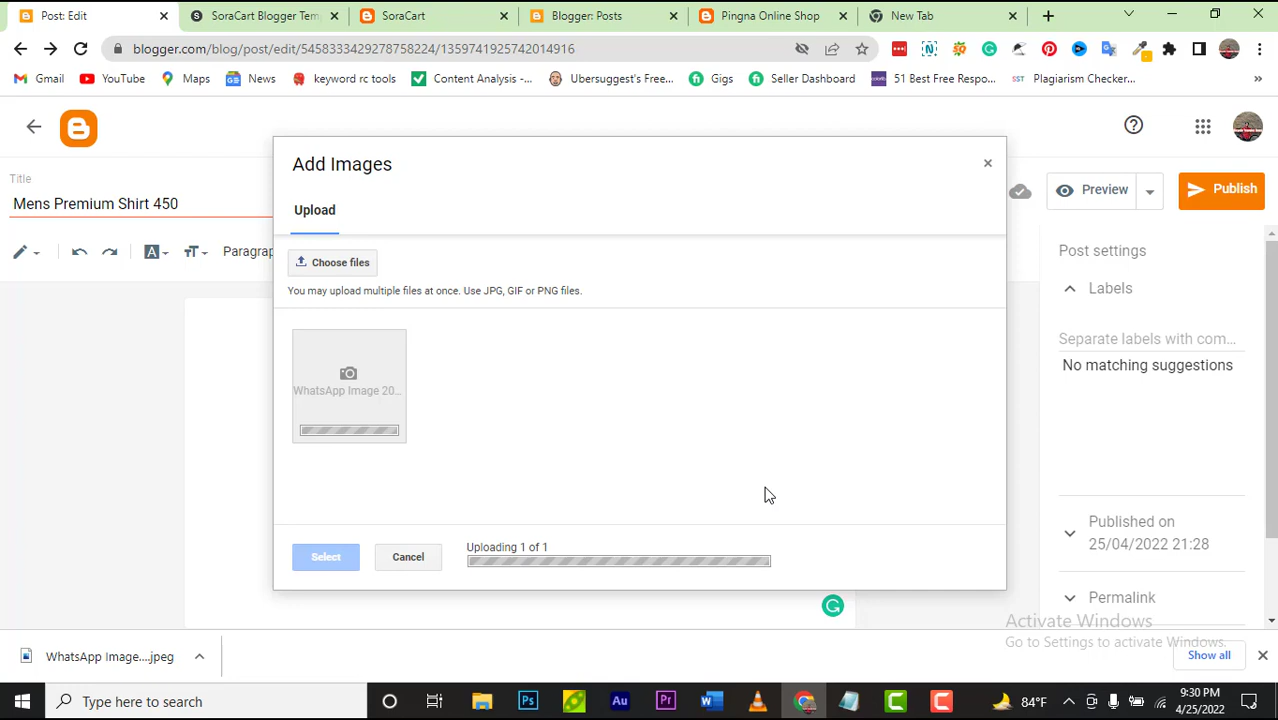 Post: Edit
SoraCart Blogger Tem
SoraCart
Blogger: Posts
Pingna Online Shop
New Tab
blogger.com/blog/post/edit/5458333429278758224/1359741925742014916
Gmail
YouTube
Maps
News
keyword rc tools
Content Analysis -...
Ubersuggest's Free...
Gigs
Seller Dashboard
51 Best Free Respo...
Plagiarism Checker...
Title
Mens Premium Shirt 450
Preview
Publish
Paragrap
Add Images
Upload
Choose files
You may upload multiple files at once. Use JPG, GIF or PNG files.
WhatsApp Image 20...
Select
Cancel
Uploading 1 of 1
Post settings
Labels
Separate labels with com...
No matching suggestions
Published on
25/04/2022 21:28
Permalink
Activate Windows
Go to Settings to activate Windows.
WhatsApp Image....jpeg
Show all
Type here to search
84°F
9:30 PM
4/25/2022